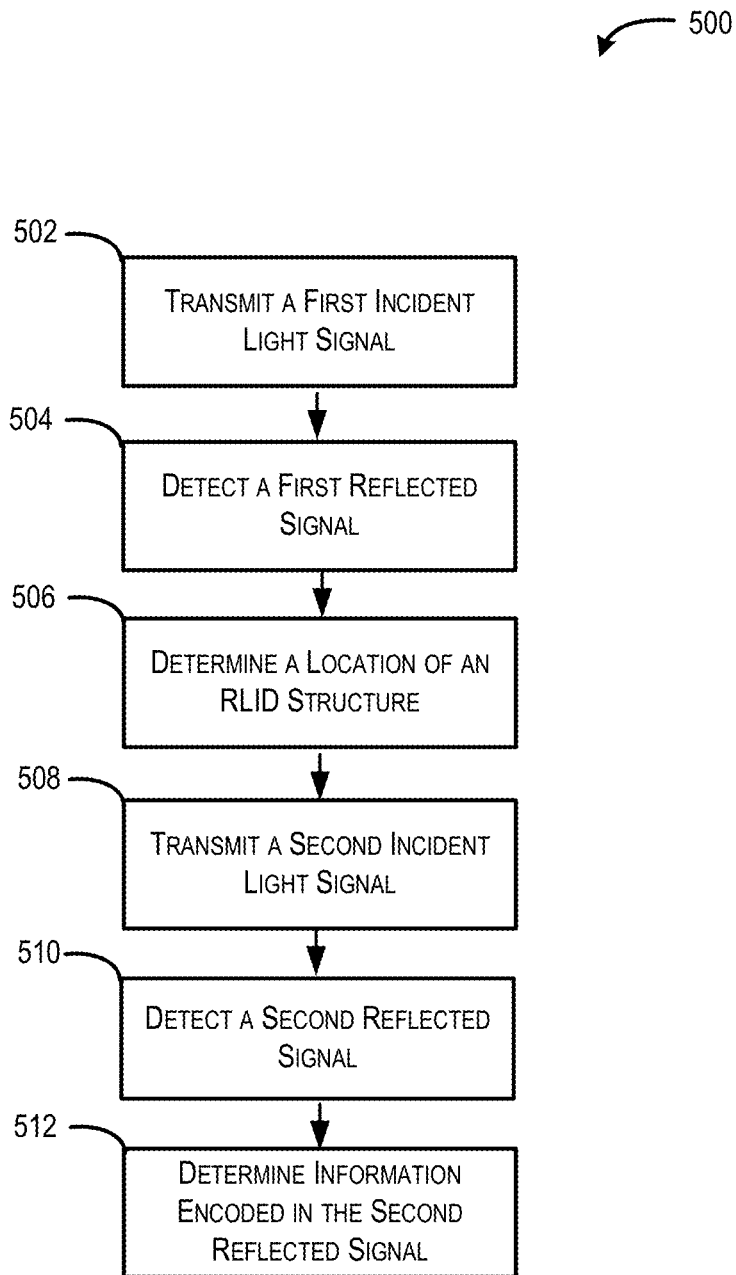 500
502
TRANSMIT A FIRST INCIDENT
LIGHT SIGNAL
504
DETECT A FIRST REFLECTED
SIGNAL
506
DETERMINE A LOCATION OF AN
RLID STRUCTURE
508
TRANSMIT A SECOND INCIDENT
LIGHT SIGNAL
510
DETECT A SECOND REFLECTED
SIGNAL
512
DETERMINE INFORMATION
ENCODED IN THE SECOND
REFLECTED SIGNAL